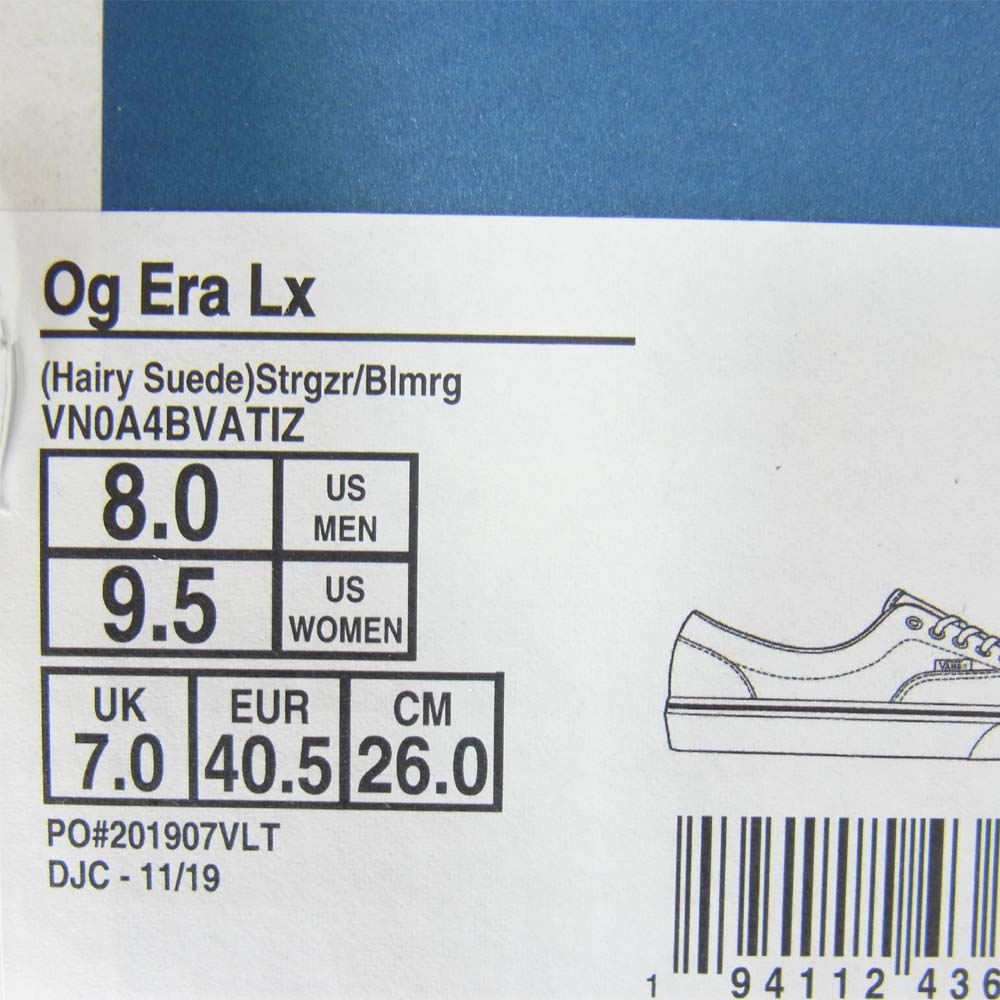 Og Era Lx
(Hairy Suede)Strgzr/Blmrg
VN0A4BVATIZ
8.0 US MEN
9.5 US WOMEN
UK EUR CM
7.0 40.5 26.0
PO#201907VLT
DJC - 11/19
VANS
1 94112 436